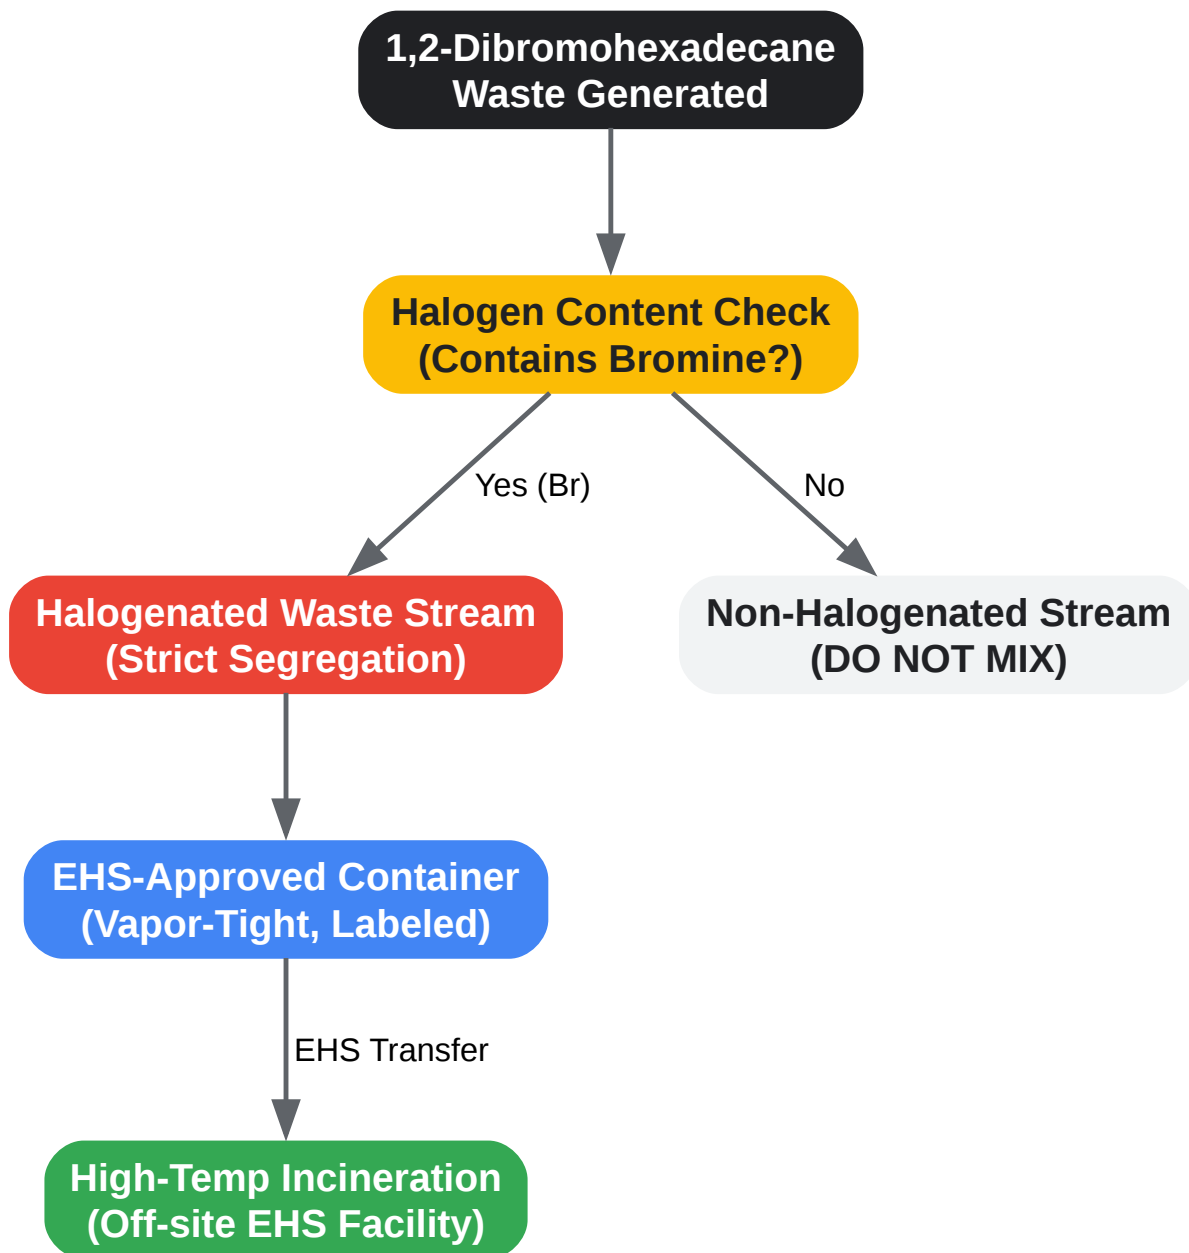 1,2-Dibromohexadecane
Waste Generated
Halogen Content Check
(Contains Bromine?)
Yes (Br)
No
Halogenated Waste Stream
(Strict Segregation)
Non-Halogenated Stream
(DO NOT MIX)
EHS-Approved Container
(Vapor-Tight, Labeled)
EHS Transfer
High-Temp Incineration
(Off-site EHS Facility)